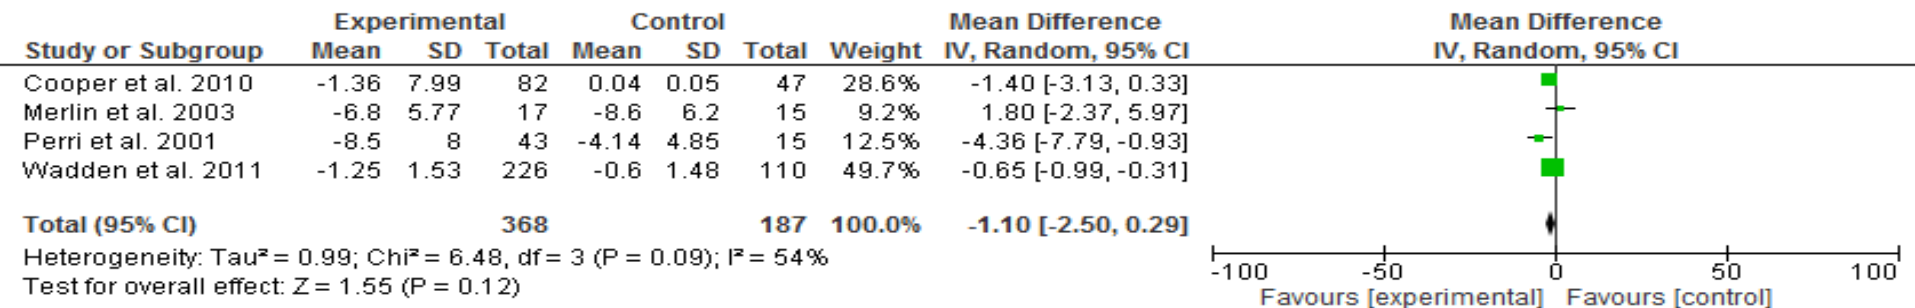 Experimental Control Mean Difference Mean Difference
Study or Subgroup Mean SD Total Mean SD Total Weight IV, Random, 95% CI IV, Random, 95% CI
Cooper et al. 2010 -1.36 7.99 82 0.04 0.05 47 28.6% -1.40 [-3.13, 0.33]
Merlin et al. 2003 -6.8 5.77 17 -8.6 6.2 15 9.2% 1.80 [-2.37, 5.97]
Perri et al. 2001 -8.5 8 43 -4.14 4.85 15 12.5% -4.36 [-7.79, -0.93]
Wadden et al. 2011 -1.25 1.53 226 -0.6 1.48 110 49.7% -0.65 [-0.99, -0.31]
Total (95% CI) 368 187 100.0% -1.10 [-2.50, 0.29]
Heterogeneity: Tau² = 0.99; Chi² = 6.48, df = 3 (P = 0.09); I² = 54%
Test for overall effect: Z = 1.55 (P = 0.12)
-100 -50 0 50 100
Favours [experimental] Favours [control]